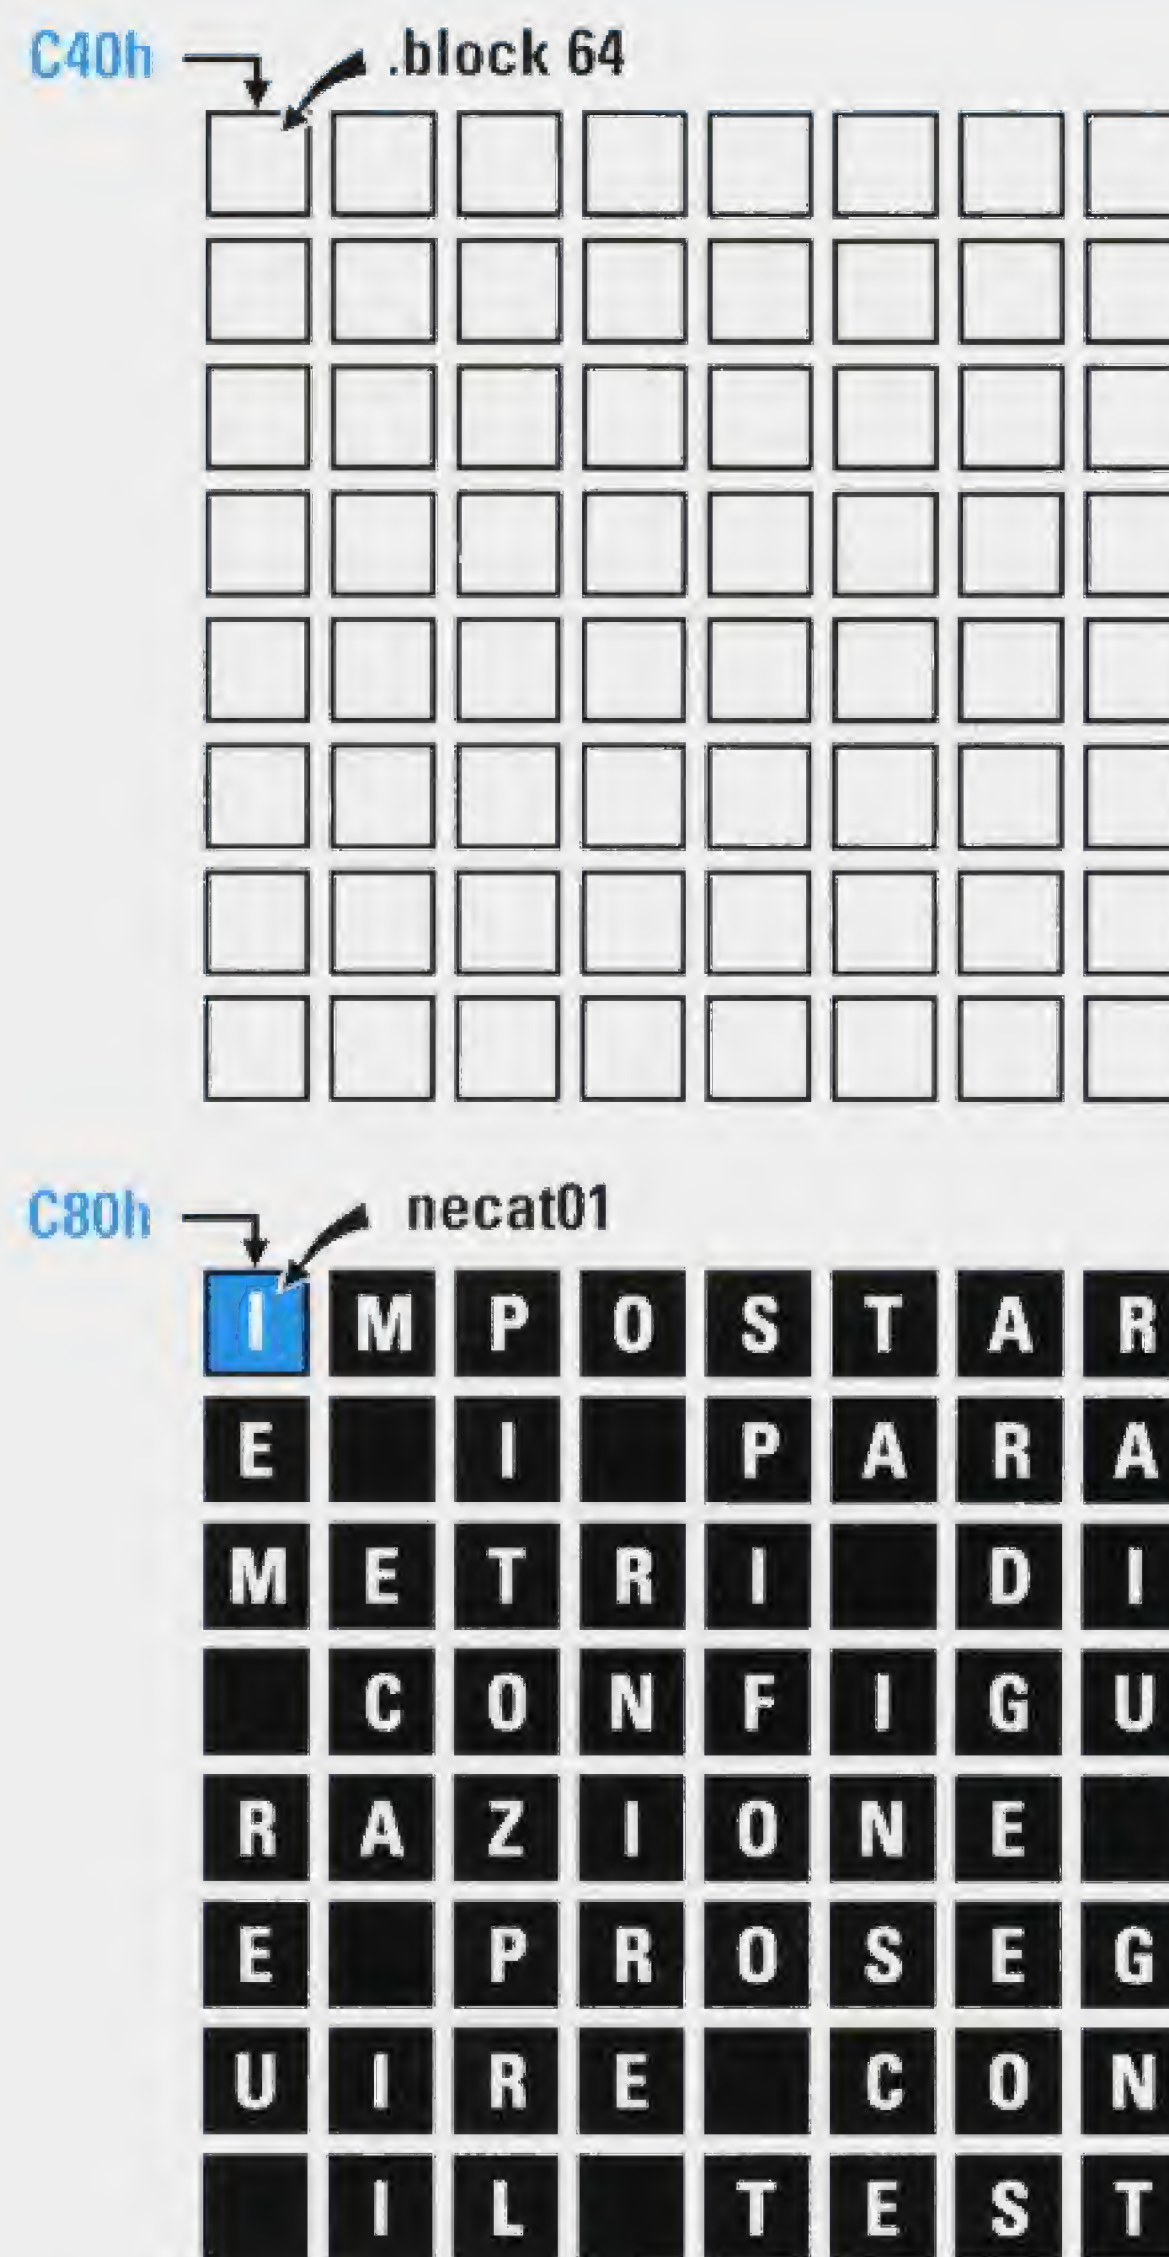 C40h .block 64
C80h necat01
IMPOSTAR
E I PARA
METRI DI
 CONFIGU
RAZIONE
E PROSEG
UIRE CON
 IL TEST